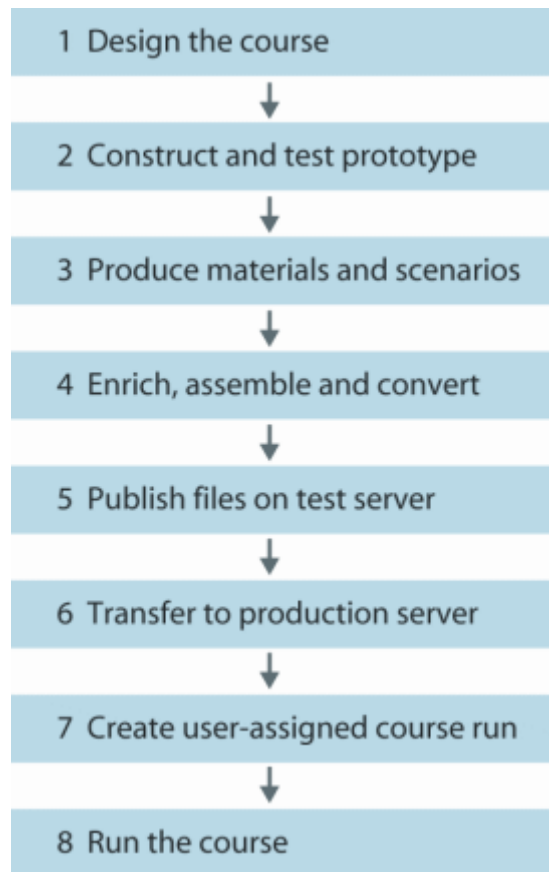 1 Design the course
2 Construct and test prototype
3 Produce materials and scenarios
4 Enrich, assemble and convert
5 Publish files on test server
6 Transfer to production server
7 Create user-assigned course run
8 Run the course